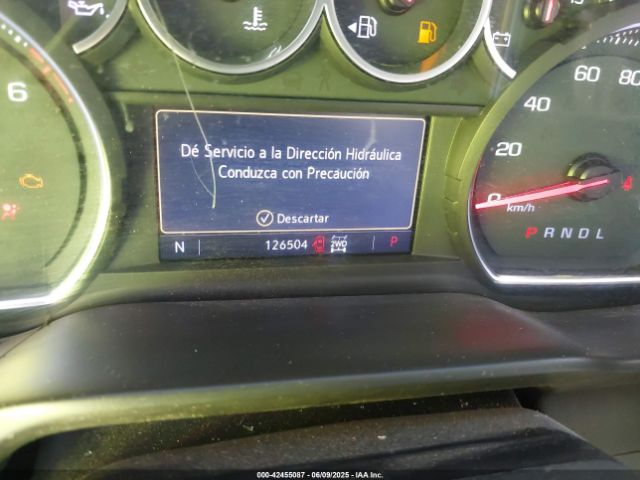 6
Dé Servicio a la Dirección Hidráulica
Conduzca con Precaución
Descartar
N 126504 2WD P
0 20 40 60 80
km/h
P R N D L
000-42455087 - 06/09/2025 - IAA Inc.